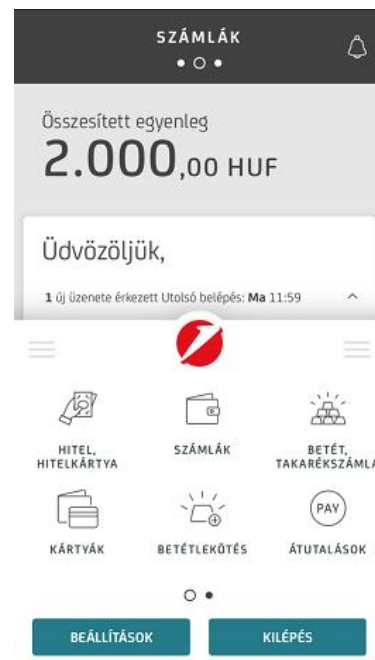 SZÁMLÁK
Összesített egyenleg
2.000,00 HUF
Üdvözöljük,
1 új üzenete érkezett Utolsó belépés: Ma 11:59
HITEL,
HITELKÁRTYA
SZÁMLÁK
BETÉT,
TAKARÉKSZÁMLA
KÁRTYÁK
BETÉTLEKÖTÉS
PAY
ÁTUTALÁSOK
BEÁLLÍTÁSOK
KILÉPÉS